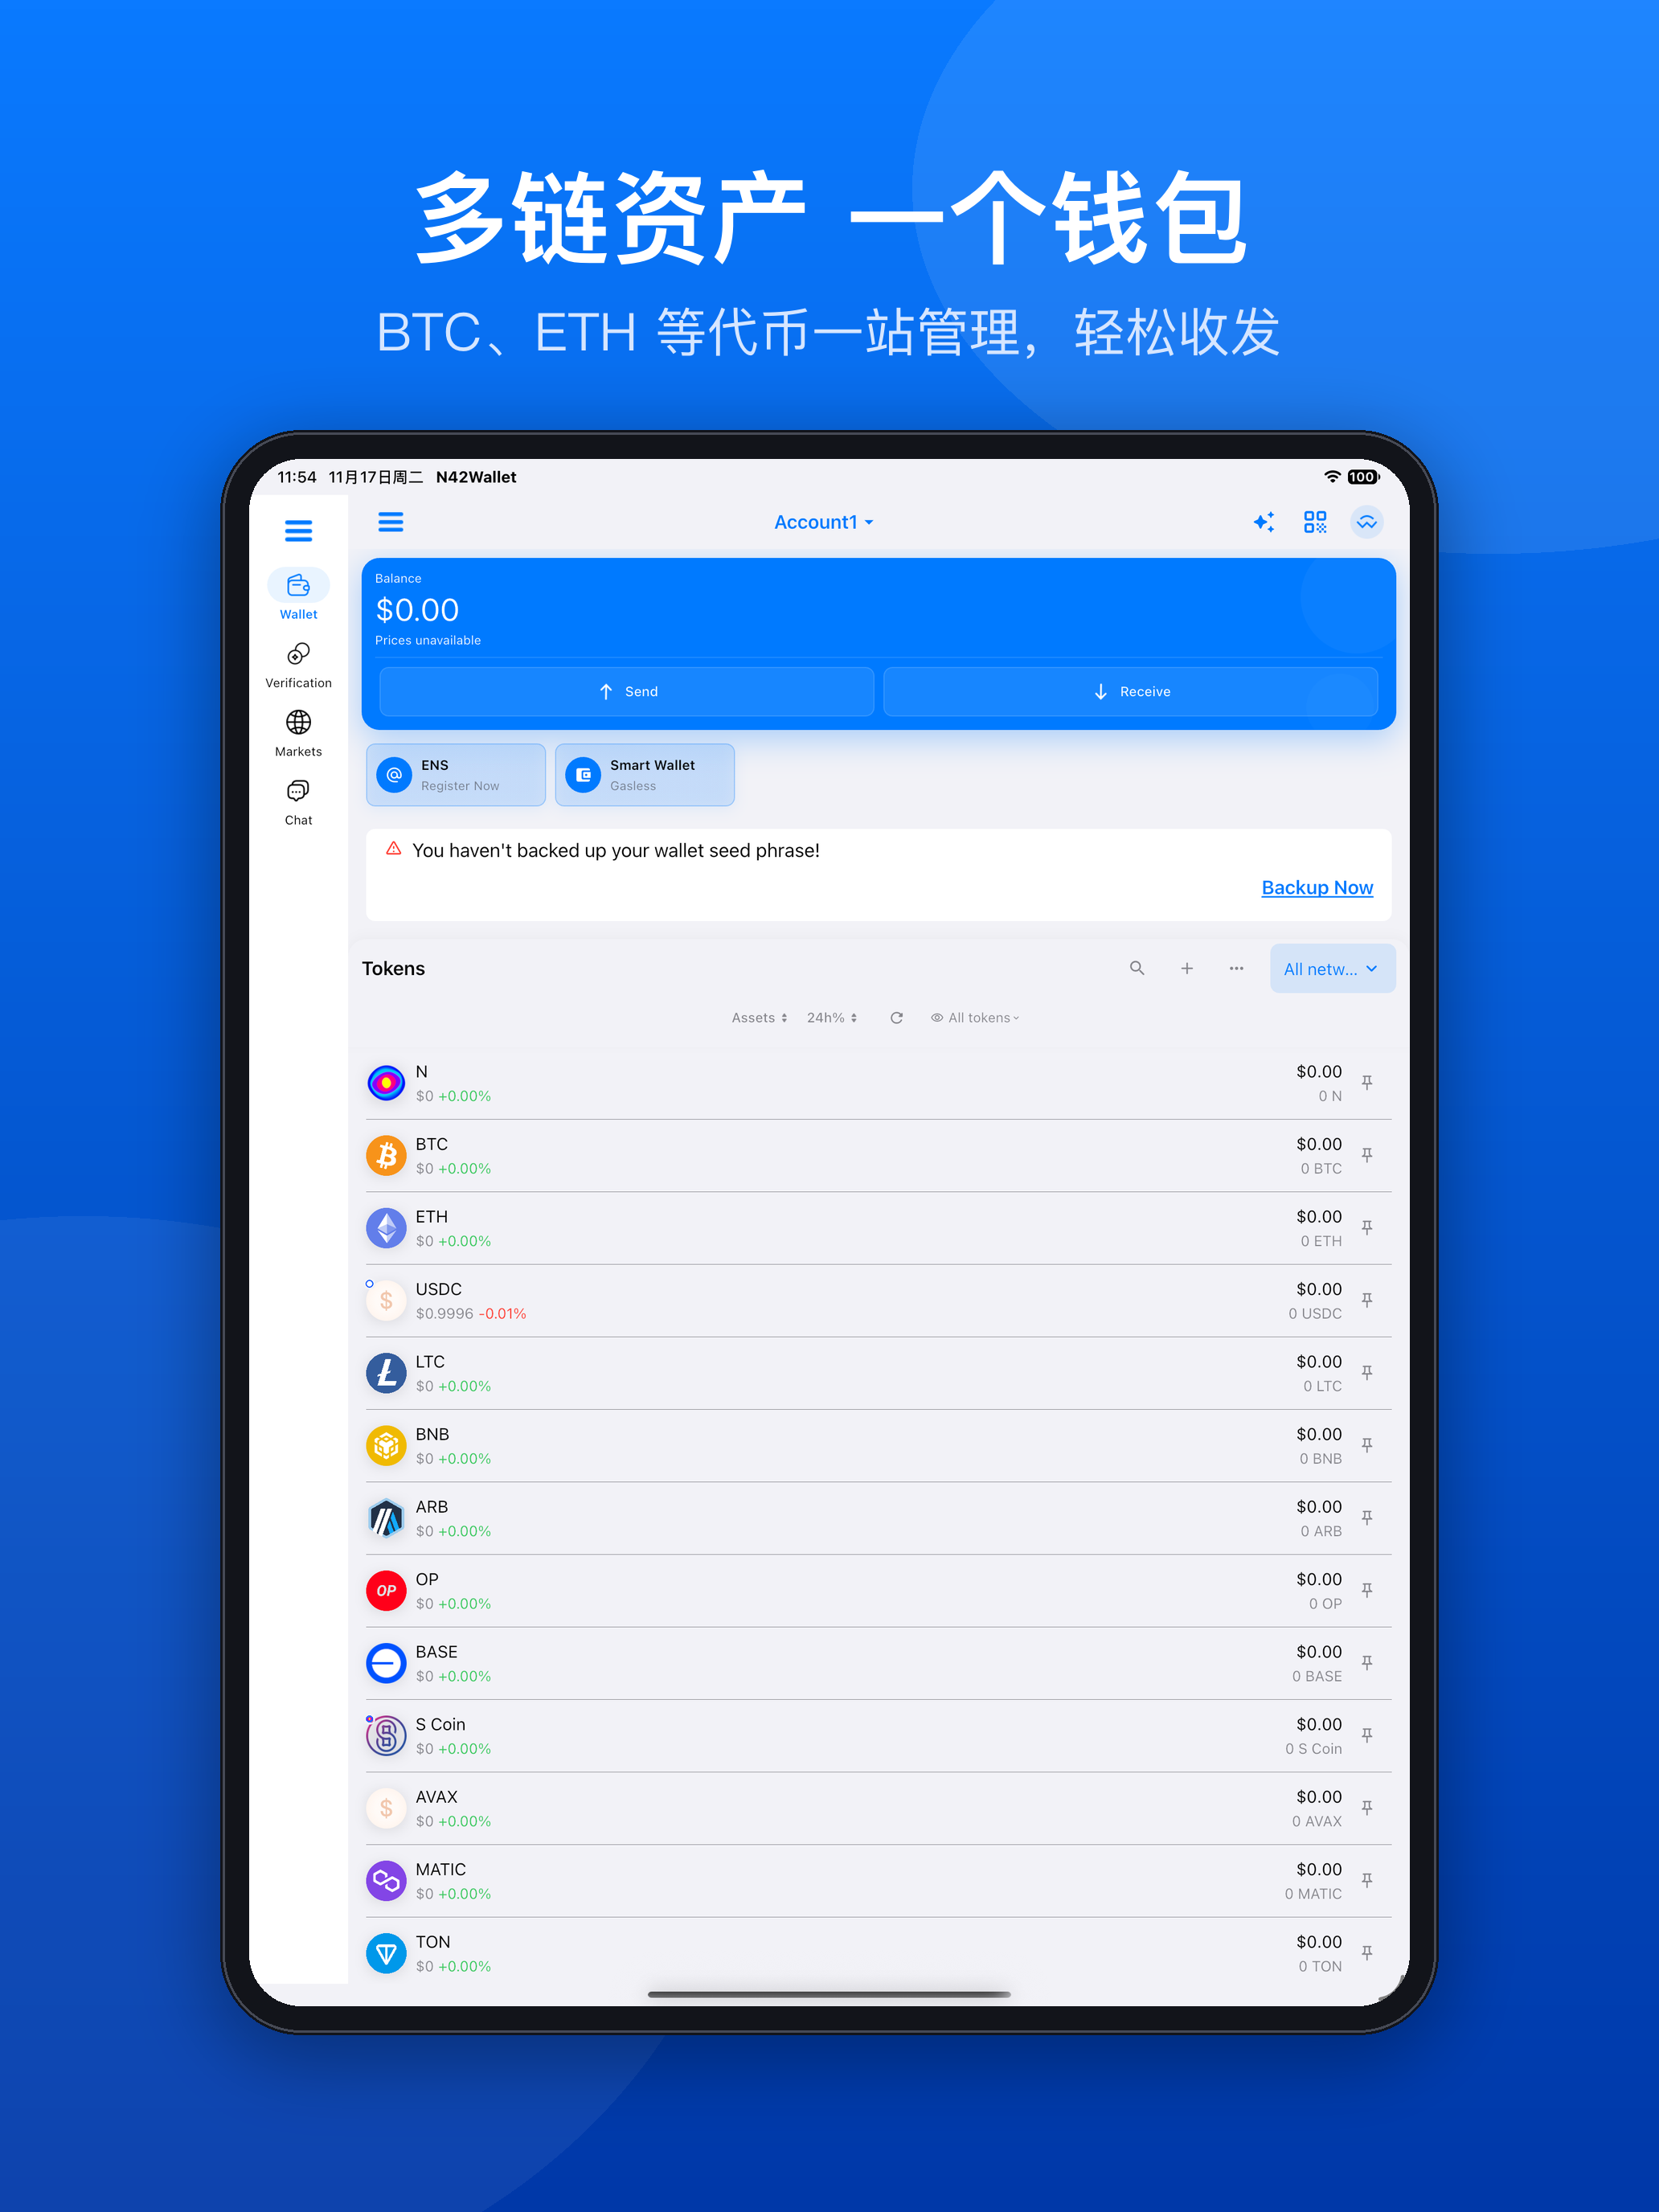 多链资产 一个钱包
BTC、ETH 等代币一站管理，轻松收发
11:54 11月17日周二 N42Wallet
100
Account1
Wallet
Verification
Markets
Chat
Balance
$0.00
Prices unavailable
Send
Receive
ENS
Register Now
Smart Wallet
Gasless
You haven't backed up your wallet seed phrase!
Backup Now
Tokens
All netw...
Assets 24h% All tokens
N $0.00
$0 +0.00% 0 N
BTC $0.00
$0 +0.00% 0 BTC
ETH $0.00
$0 +0.00% 0 ETH
USDC $0.00
$0.9996 -0.01% 0 USDC
LTC $0.00
$0 +0.00% 0 LTC
BNB $0.00
$0 +0.00% 0 BNB
ARB $0.00
$0 +0.00% 0 ARB
OP
OP $0.00
$0 +0.00% 0 OP
BASE $0.00
$0 +0.00% 0 BASE
S Coin $0.00
$0 +0.00% 0 S Coin
AVAX $0.00
$0 +0.00% 0 AVAX
MATIC $0.00
$0 +0.00% 0 MATIC
TON $0.00
$0 +0.00% 0 TON